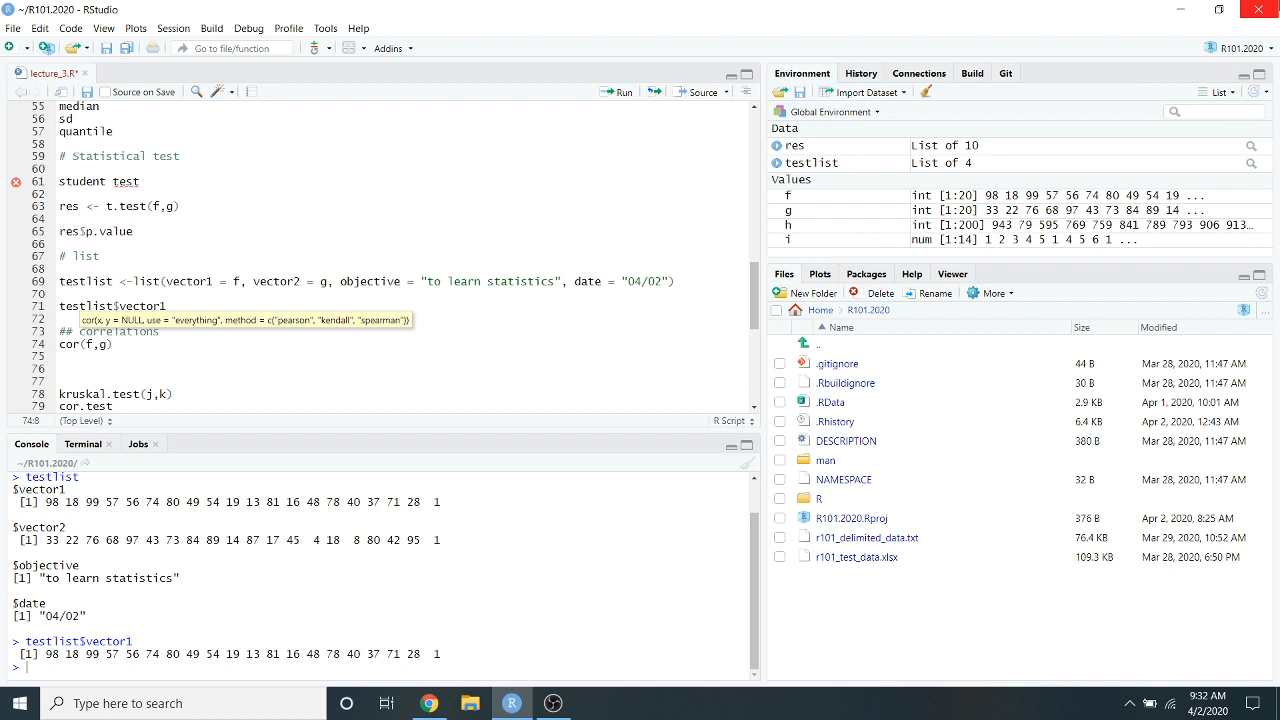 ~/R101.2020 - RStudio
File Edit Code View Plots Session Build Debug Profile Tools Help
Go to file/function Addins R101.2020
lecture_3.R*
Source on Save Run Source
55 median
56 sd
57 quantile
58
59 # Statistical test
60
61 student test
62
63 res <- t.test(f,g)
64
65 res$p.value
66
67 # list
68
69 testlist <-list(vector1 = f, vector2 = g, objective = "to learn statistics", date = "04/02")
70
71 testlist$vector1
72 y = NULL, use = "everything", method = c("pearson", "kendall", "spearman"))
73 ## correlations
74 cor(f,g)
75
76
77
78 kruskal.test(j,k)
79 cor.test
74:8 (Top Level) R Script
Console Terminal Jobs
~/R101.2020/
> testlist
$vector1
[1] 98 18 99 57 56 74 80 49 54 19 13 81 16 48 78 40 37 71 28 1
$vector2
[1] 33 22 76 68 97 43 73 84 89 14 87 17 45 4 18 8 80 42 95 1
$objective
[1] "to learn statistics"
$date
[1] "04/02"
> testlist$vector1
[1] 98 18 99 57 56 74 80 49 54 19 13 81 16 48 78 40 37 71 28 1
>
Environment History Connections Build Git
Import Dataset List
Global Environment
Data
res List of 10
testlist List of 4
Values
f int [1:20] 98 18 99 57 56 74 80 49 54 19 ...
g int [1:20] 33 22 76 68 97 43 73 84 89 14 ...
h int [1:200] 943 79 595 769 759 841 789 793 906 913…
i num [1:14] 1 2 3 4 5 1 4 5 6 1 ...
Files Plots Packages Help Viewer
New Folder Delete Rename More
Home R101.2020
Name Size Modified
..
.gitignore 44 B Mar 28, 2020, 11:47 AM
.Rbuildignore 30 B Mar 28, 2020, 11:47 AM
.RData 2.9 KB Apr 1, 2020, 10:01 AM
.Rhistory 6.4 KB Apr 2, 2020, 12:43 AM
DESCRIPTION 380 B Mar 28, 2020, 11:47 AM
man
NAMESPACE 32 B Mar 28, 2020, 11:47 AM
R
R101.2020.Rproj 376 B Apr 2, 2020, 8:25 AM
r101_delimited_data.txt 76.4 KB Mar 29, 2020, 10:52 AM
r101_test_data.xlsx 109.3 KB Mar 28, 2020, 6:50 PM
Type here to search
9:32 AM
4/2/2020